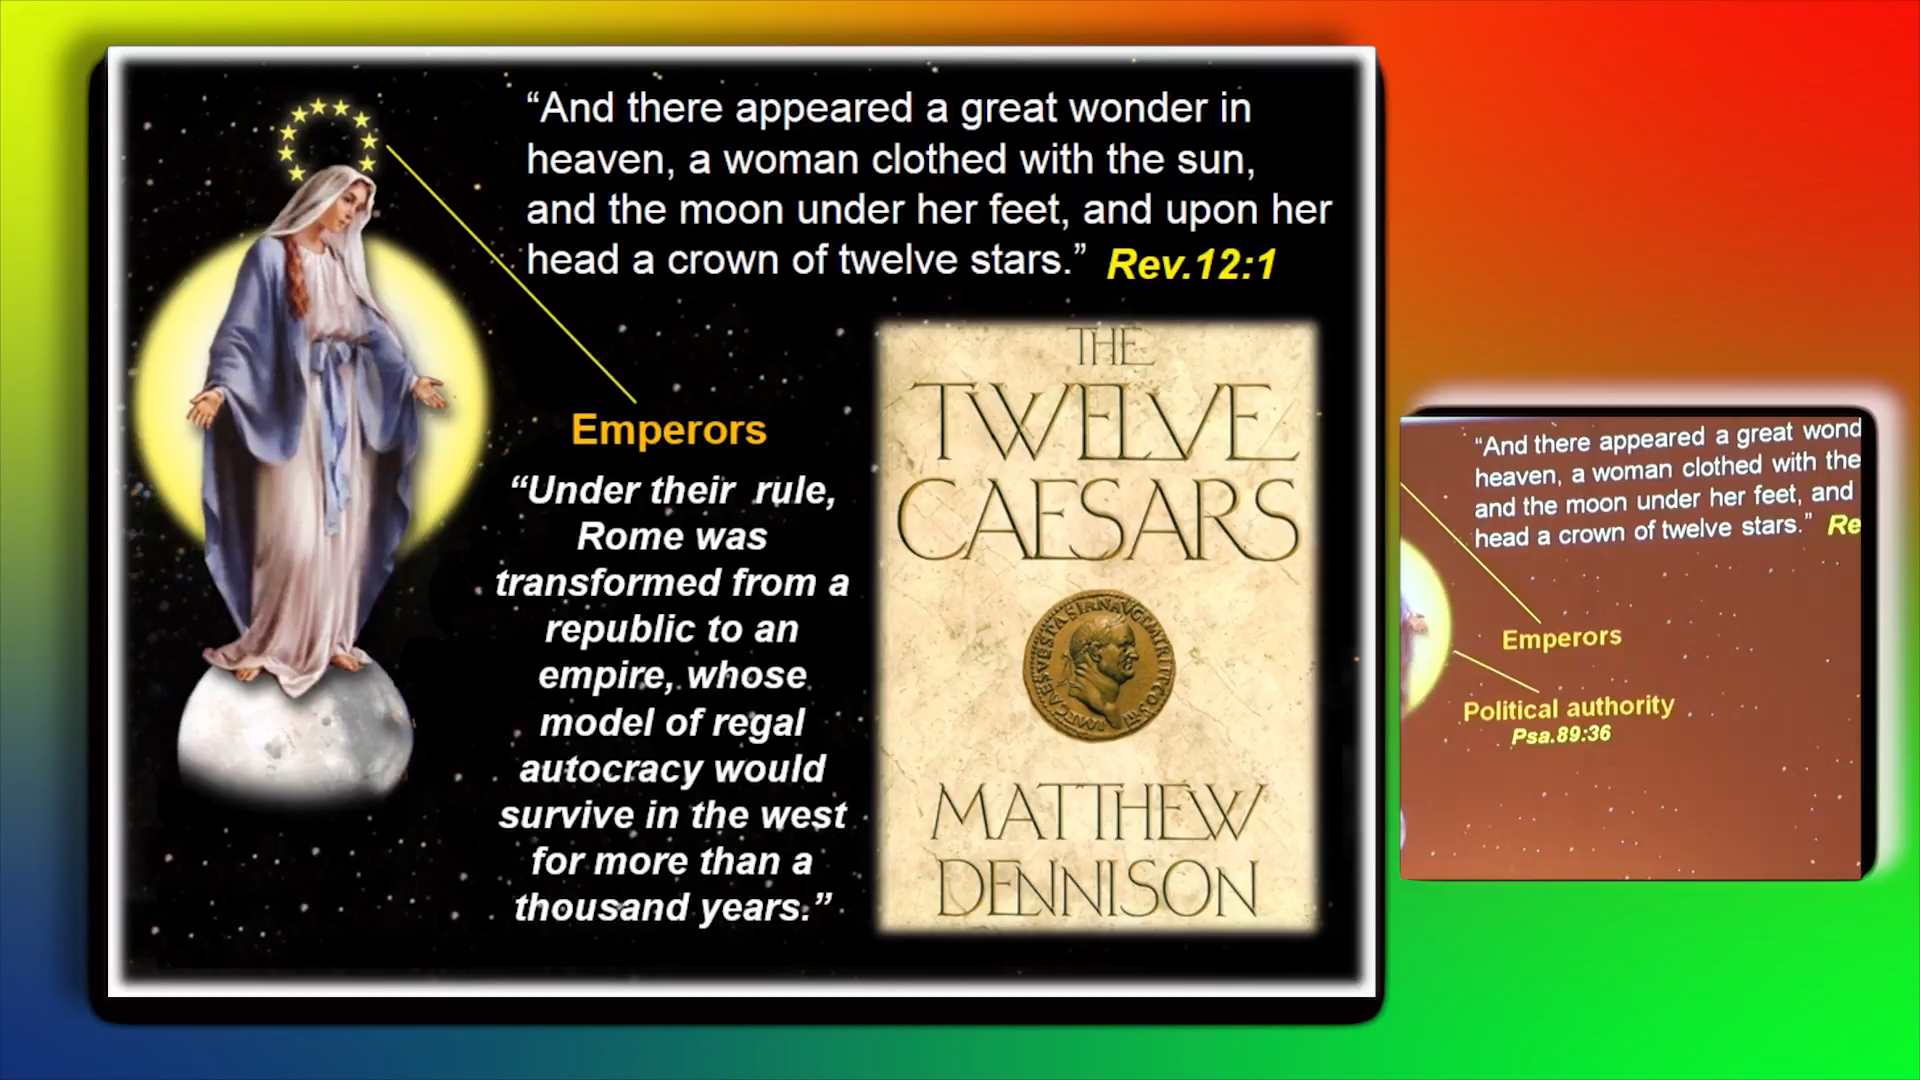 “And there appeared a great wonder in
heaven, a woman clothed with the sun,
and the moon under her feet, and upon her
head a crown of twelve stars.” Rev.12:1
Emperors
“Under their rule,
Rome was
transformed from a
republic to an
empire, whose
model of regal
autocracy would
survive in the west
for more than a
thousand years.”
THE
TWELVE
CAESARS
MATTHEW
DENNISON
“And there appeared a great wond
heaven, a woman clothed with the
and the moon under her feet, and
head a crown of twelve stars.” Re
Emperors
Political authority
Psa.89:36